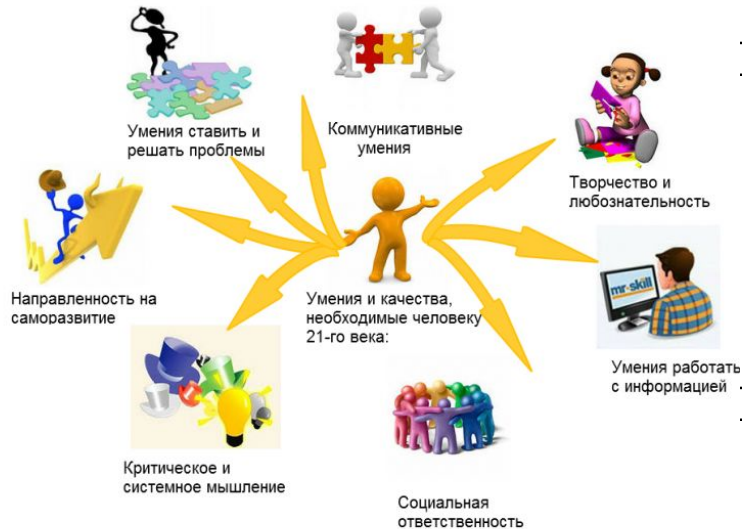 Умения ставить и
решать проблемы
Коммуникативные
умения
Творчество и
любознательность
Направленность на
саморазвитие
Умения и качества,
необходимые человеку
21-го века:
mr-skill
Умения работать
с информацией
Критическое и
системное мышление
Социальная
ответственность